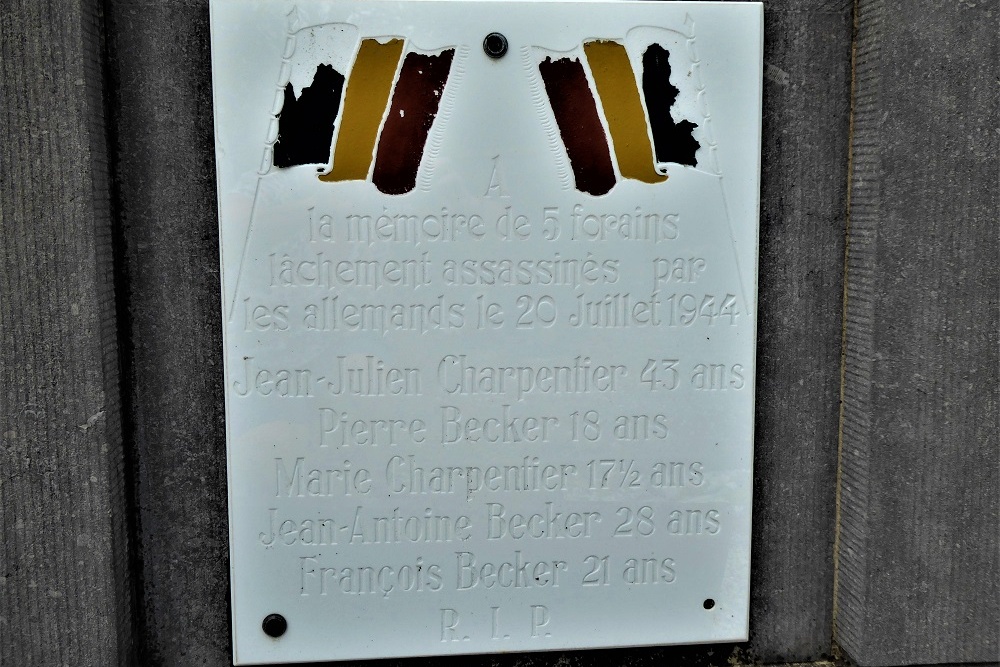 A
la mémoire de 5 forains
lâchement assassinés par
les allemands le 20 Juillet 1944
Jean-Julien Charpentier 43 ans
Pierre Becker 18 ans
Marie Charpentier 17½ ans
Jean-Antoine Becker 28 ans
François Becker 21 ans
R. I. P.